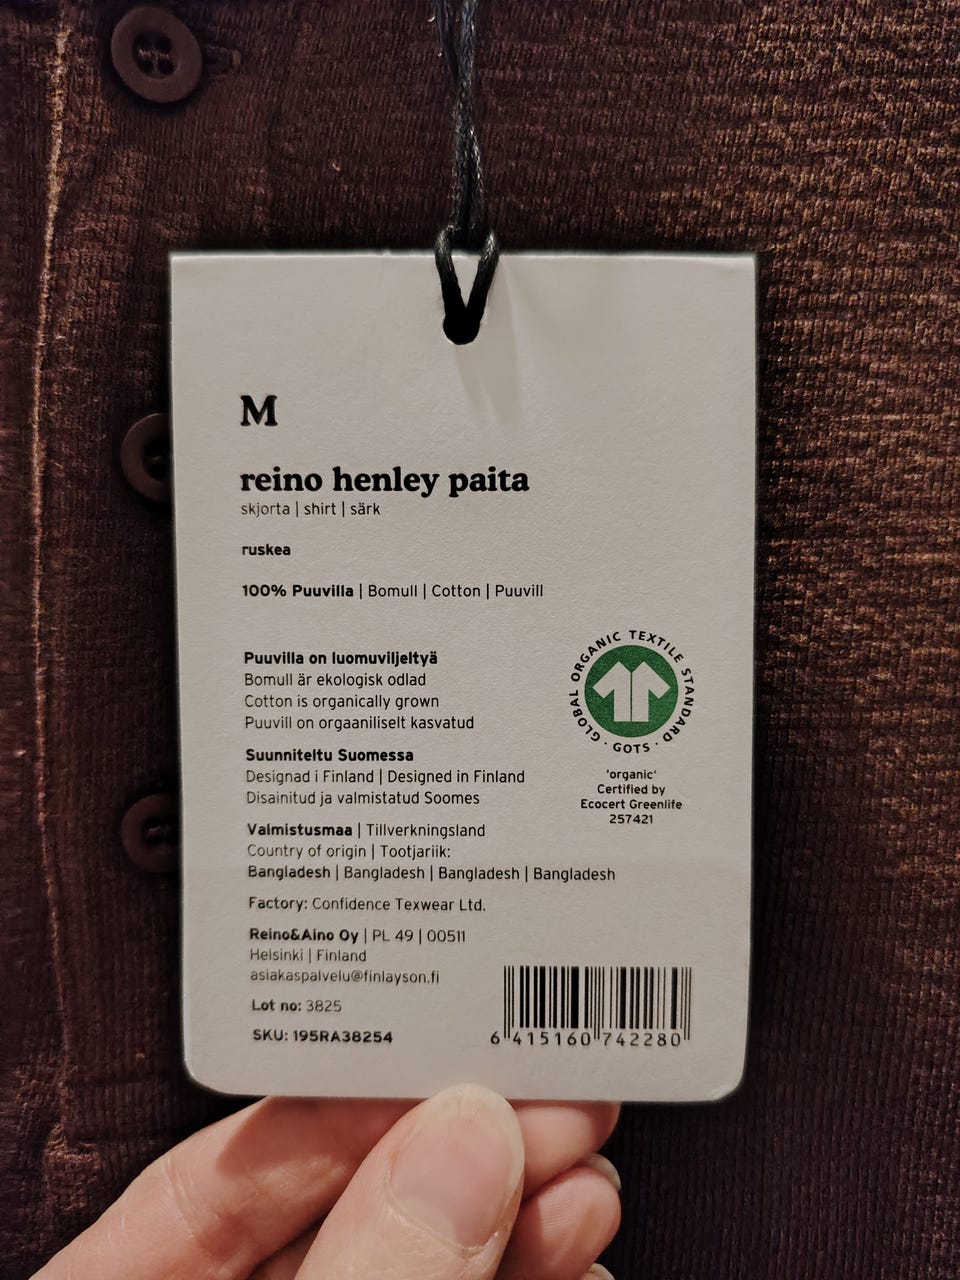 M
reino henley paita
skjorta | shirt | särk
ruskea
100% Puuvilla | Bomull | Cotton | Puuvill
Puuvilla on luomuviljeltyä
Bomull är ekologisk odlad
Cotton is organically grown
Puuvill on orgaaniliselt kasvatud
GLOBAL ORGANIC TEXTILE STANDARD · GOTS ·
'organic'
Certified by
Ecocert Greenlife
257421
Suunniteltu Suomessa
Designad i Finland | Designed in Finland
Disainitud ja valmistatud Soomes
Valmistusmaa | Tillverkningsland
Country of origin | Tootjariik:
Bangladesh | Bangladesh | Bangladesh | Bangladesh
Factory: Confidence Texwear Ltd.
Reino&Aino Oy | PL 49 | 00511
Helsinki | Finland
asiakaspalvelu@finlayson.fi
Lot no: 3825
SKU: 195RA38254
6 415160 742280